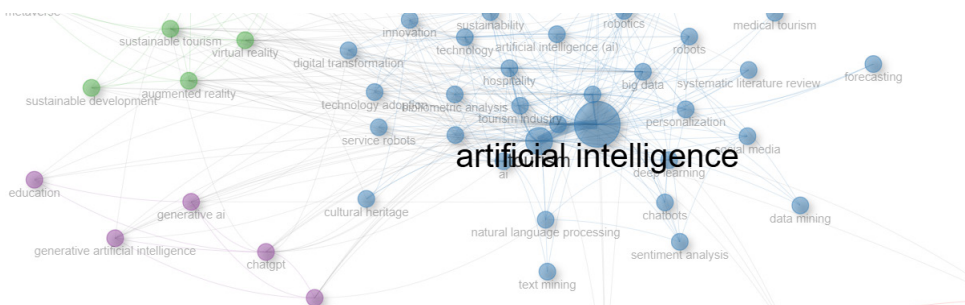 metaverse
sustainability
robotics
medical tourism
innovation
sustainable tourism
virtual reality
technology
artificial intelligence (ai)
robots
digital transformation
hospitality
big data
systematic literature review
forecasting
sustainable development
augmented reality
technology adoption
bibliometric analysis
tourism industry
personalization
service robots
social media
artificial intelligence
tourism
ai
deep learning
education
generative ai
cultural heritage
chatbots
data mining
natural language processing
generative artificial intelligence
chatgpt
sentiment analysis
text mining